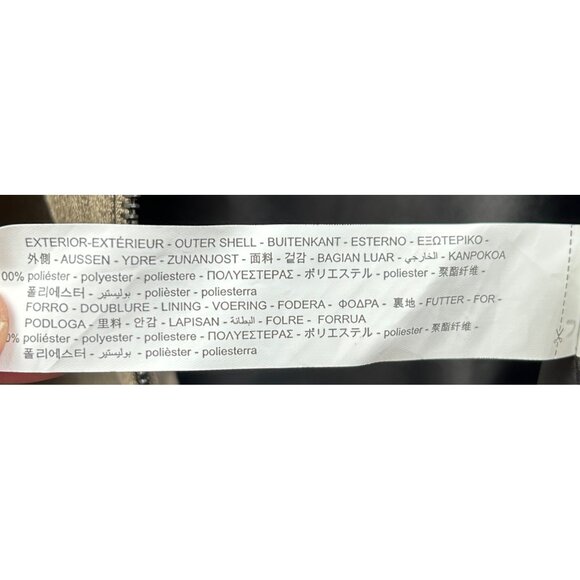 EXTERIOR-EXTÉRIEUR - OUTER SHELL - BUITENKANT - ESTERNO - ΕΞΩΤΕΡΙΚΟ -
外側 - AUSSEN - YDRE - ZUNANJOST - 面料 - 겉감 - BAGIAN LUAR - الخارجي - KANPOKOA
00% poliéster - polyester - poliestere - ΠΟΛΥΕΣΤΕΡΑΣ - ポリエステル - poliester - 聚酯纤维 -
폴리에스터 - بوليستير - polièster - poliesterra
FORRO - DOUBLURE - LINING - VOERING - FODERA - ΦΟΔΡΑ - 裏地 - FUTTER - FOR -
PODLOGA - 里料 - 안감 - LAPISAN - البطانة - FOLRE - FORRUA
0% poliéster - polyester - poliestere - ΠΟΛΥΕΣΤΕΡΑΣ - ポリエステル - poliester - 聚酯纤维 -
폴리에스터 - بوليستير - polièster - poliesterra